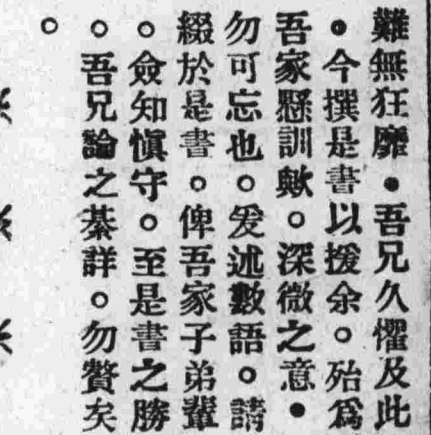 難無狂靡。吾兄久懼及此
。今撰是書以援余。殆爲
吾家懸訓歟。深微之意。
勿可忘也。爰述數語。請
綴於是書。俾吾家子弟輩
。僉知愼守。至是書之勝
。吾兄論之綦詳。勿贅矣
。